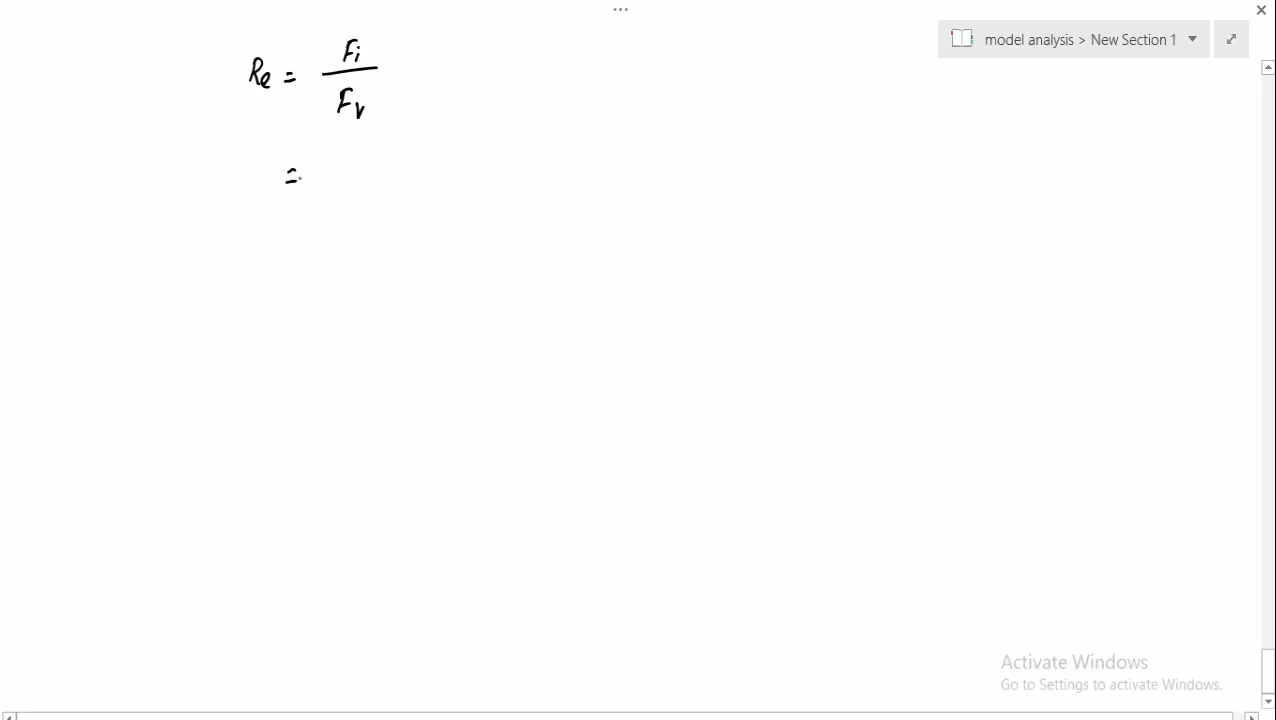 ...
model analysis > New Section 1
Re = Fi / Fv
=
Activate Windows
Go to Settings to activate Windows.